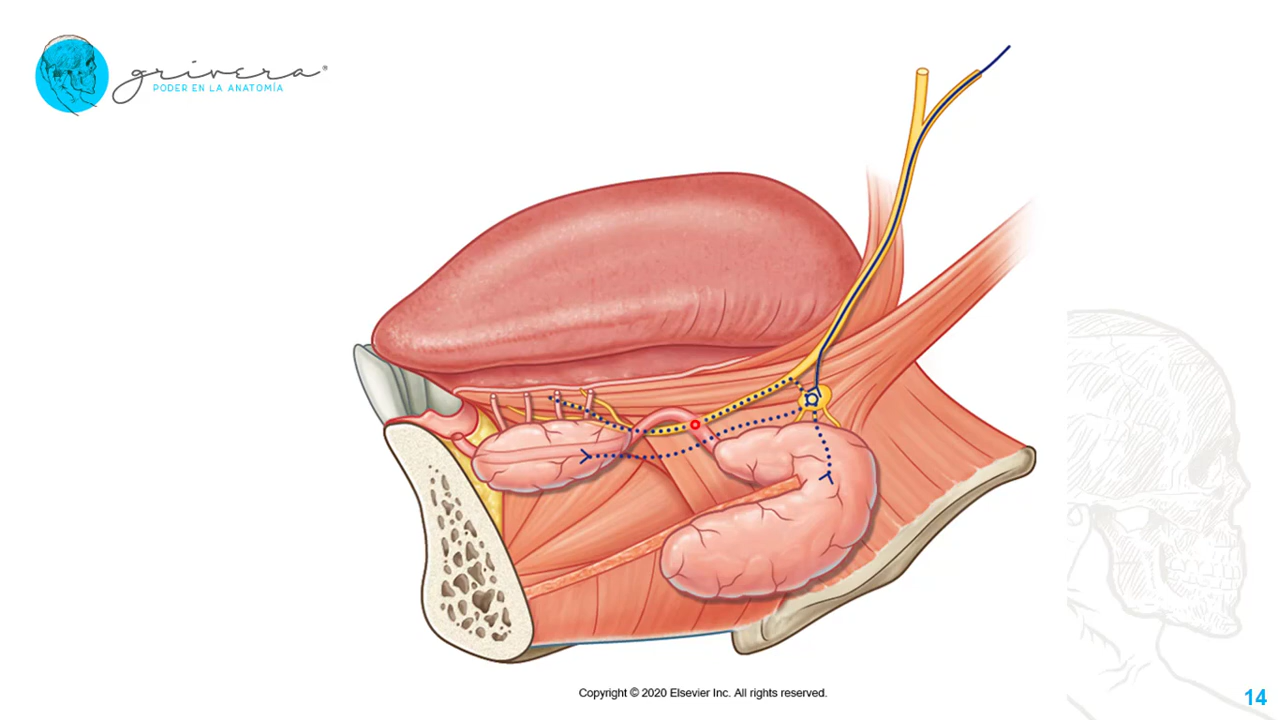 grivera®
PODER EN LA ANATOMÍA
Copyright © 2020 Elsevier Inc. All rights reserved.
14